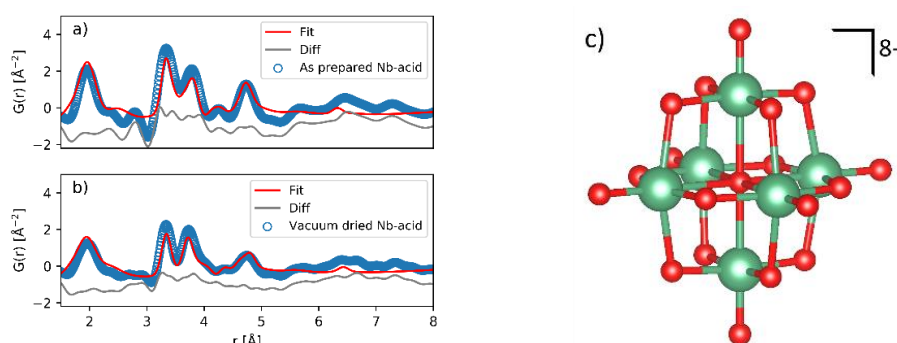 a)
4
2
0
−2
G(r) [Å⁻²]
Fit
Diff
As prepared Nb-acid
b)
4
2
0
−2
G(r) [Å⁻²]
Fit
Diff
Vacuum dried Nb-acid
2 3 4 5 6 7 8
r [Å]
c)
8-